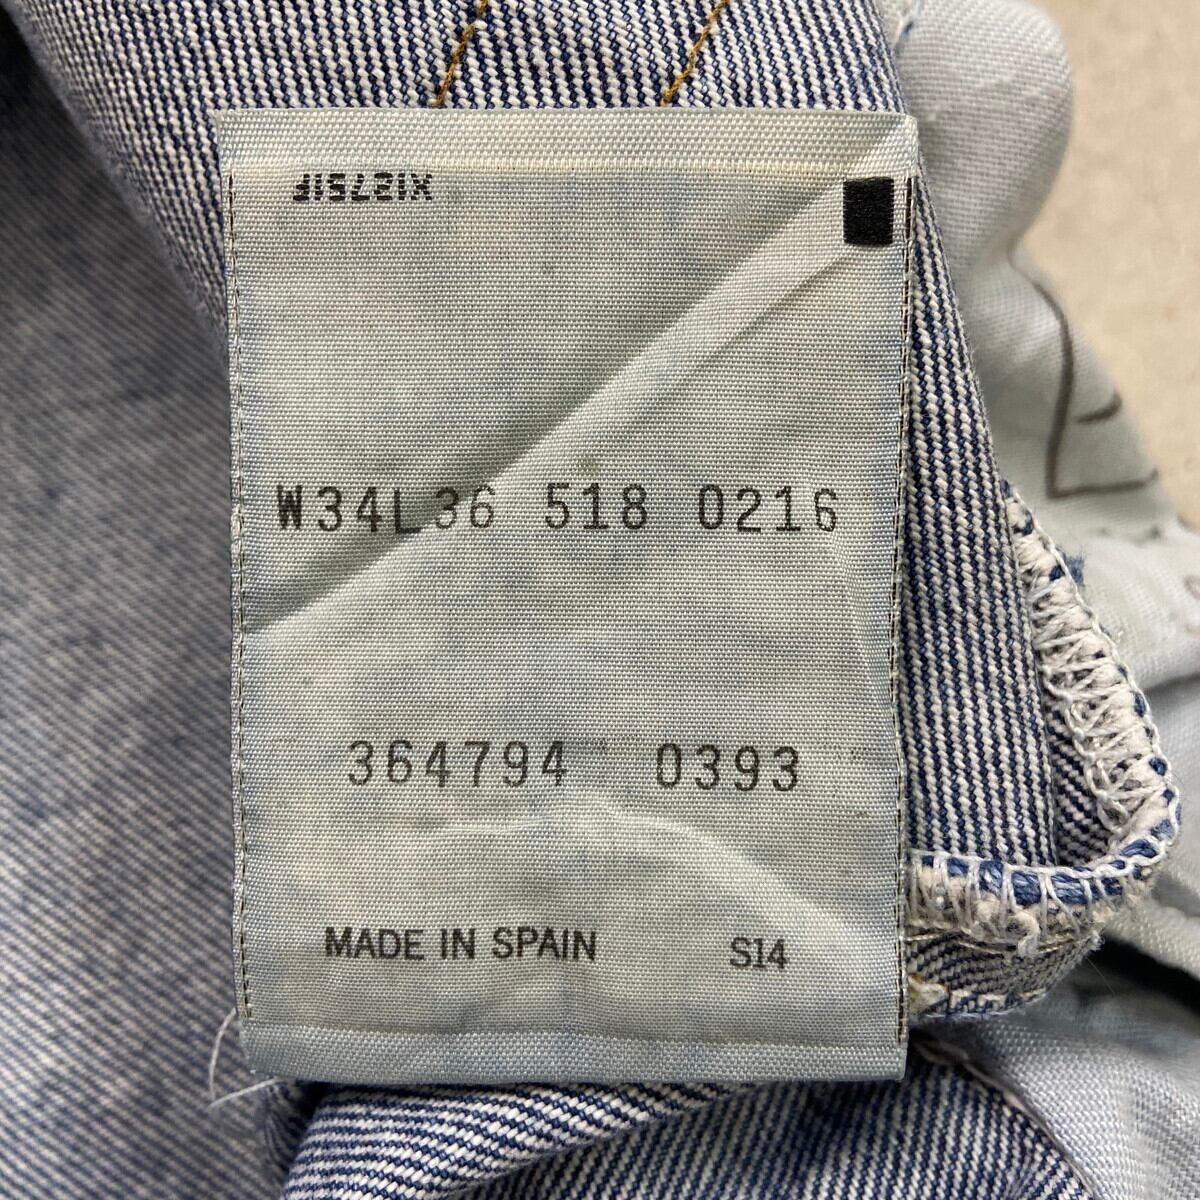 W34L36 518 0216
364794 0393
MADE IN SPAIN S14